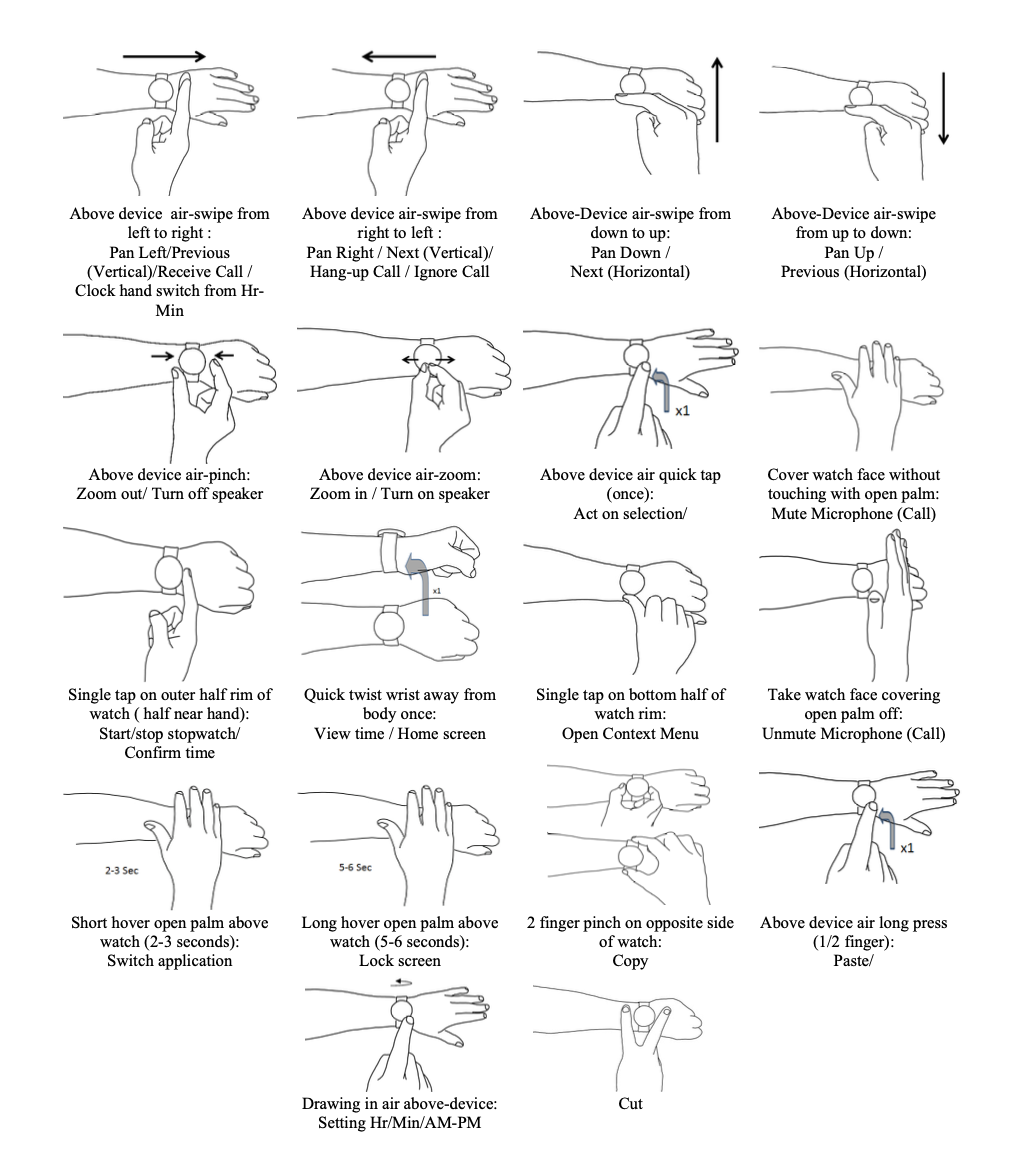 Above device air-swipe from
left to right :
Pan Left/Previous
(Vertical)/Receive Call /
Clock hand switch from Hr-
Min
Above device air-swipe from
right to left :
Pan Right / Next (Vertical)/
Hang-up Call / Ignore Call
Above-Device air-swipe from
down to up:
Pan Down /
Next (Horizontal)
Above-Device air-swipe
from up to down:
Pan Up /
Previous (Horizontal)
Above device air-pinch:
Zoom out/ Turn off speaker
Above device air-zoom:
Zoom in / Turn on speaker
x1
Above device air quick tap
(once):
Act on selection/
Cover watch face without
touching with open palm:
Mute Microphone (Call)
Single tap on outer half rim of
watch ( half near hand):
Start/stop stopwatch/
Confirm time
x1
Quick twist wrist away from
body once:
View time / Home screen
Single tap on bottom half of
watch rim:
Open Context Menu
Take watch face covering
open palm off:
Unmute Microphone (Call)
2-3 Sec
Short hover open palm above
watch (2-3 seconds):
Switch application
5-6 Sec
Long hover open palm above
watch (5-6 seconds):
Lock screen
2 finger pinch on opposite side
of watch:
Copy
x1
Above device air long press
(1/2 finger):
Paste/
Drawing in air above-device:
Setting Hr/Min/AM-PM
Cut